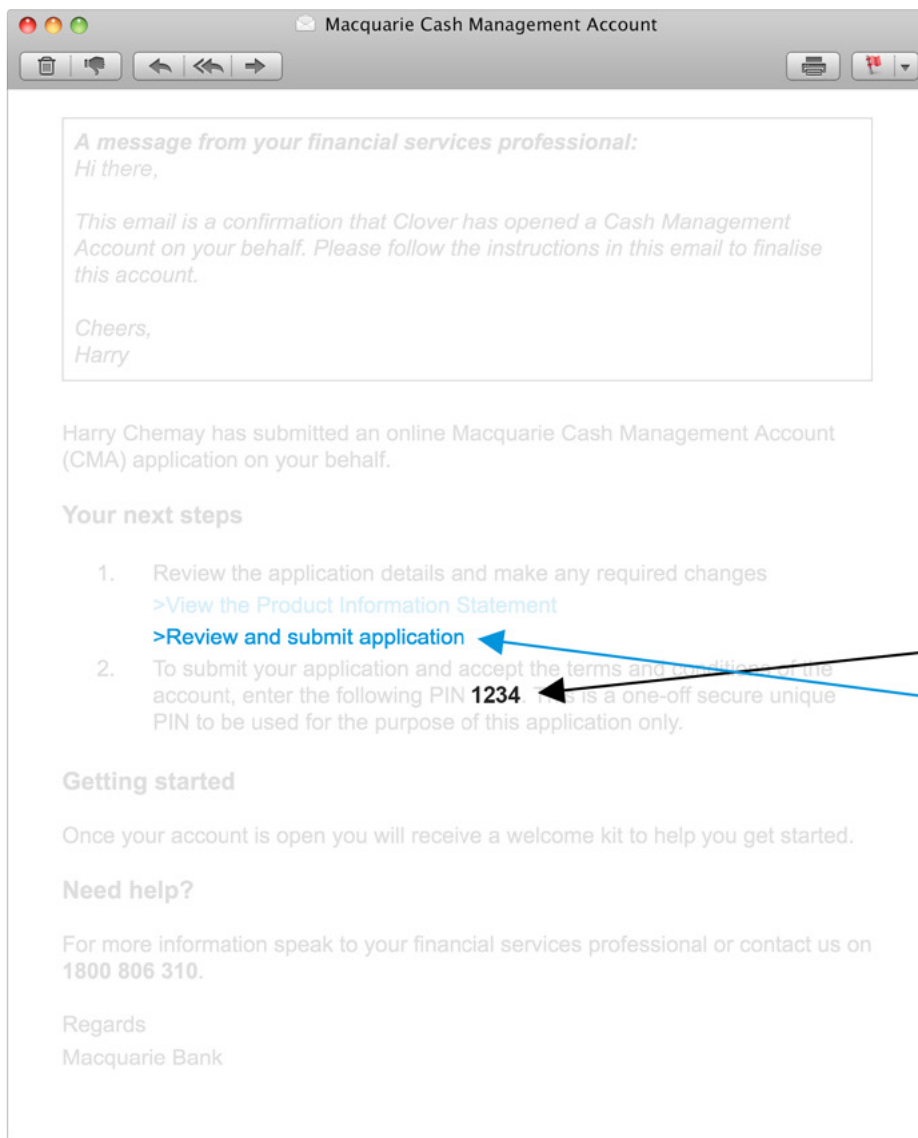 Macquarie Cash Management Account
A message from your financial services professional:
Hi there,
This email is a confirmation that Clover has opened a Cash Management
Account on your behalf. Please follow the instructions in this email to finalise
this account.
Cheers,
Harry
Harry Chemay has submitted an online Macquarie Cash Management Account
(CMA) application on your behalf.
Your next steps
1. Review the application details and make any required changes
>View the Product Information Statement
>Review and submit application
2. To submit your application and accept the terms and conditions of the
account, enter the following PIN 1234. This is a one-off secure unique
PIN to be used for the purpose of this application only.
Getting started
Once your account is open you will receive a welcome kit to help you get started.
Need help?
For more information speak to your financial services professional or contact us on
1800 806 310.
Regards
Macquarie Bank